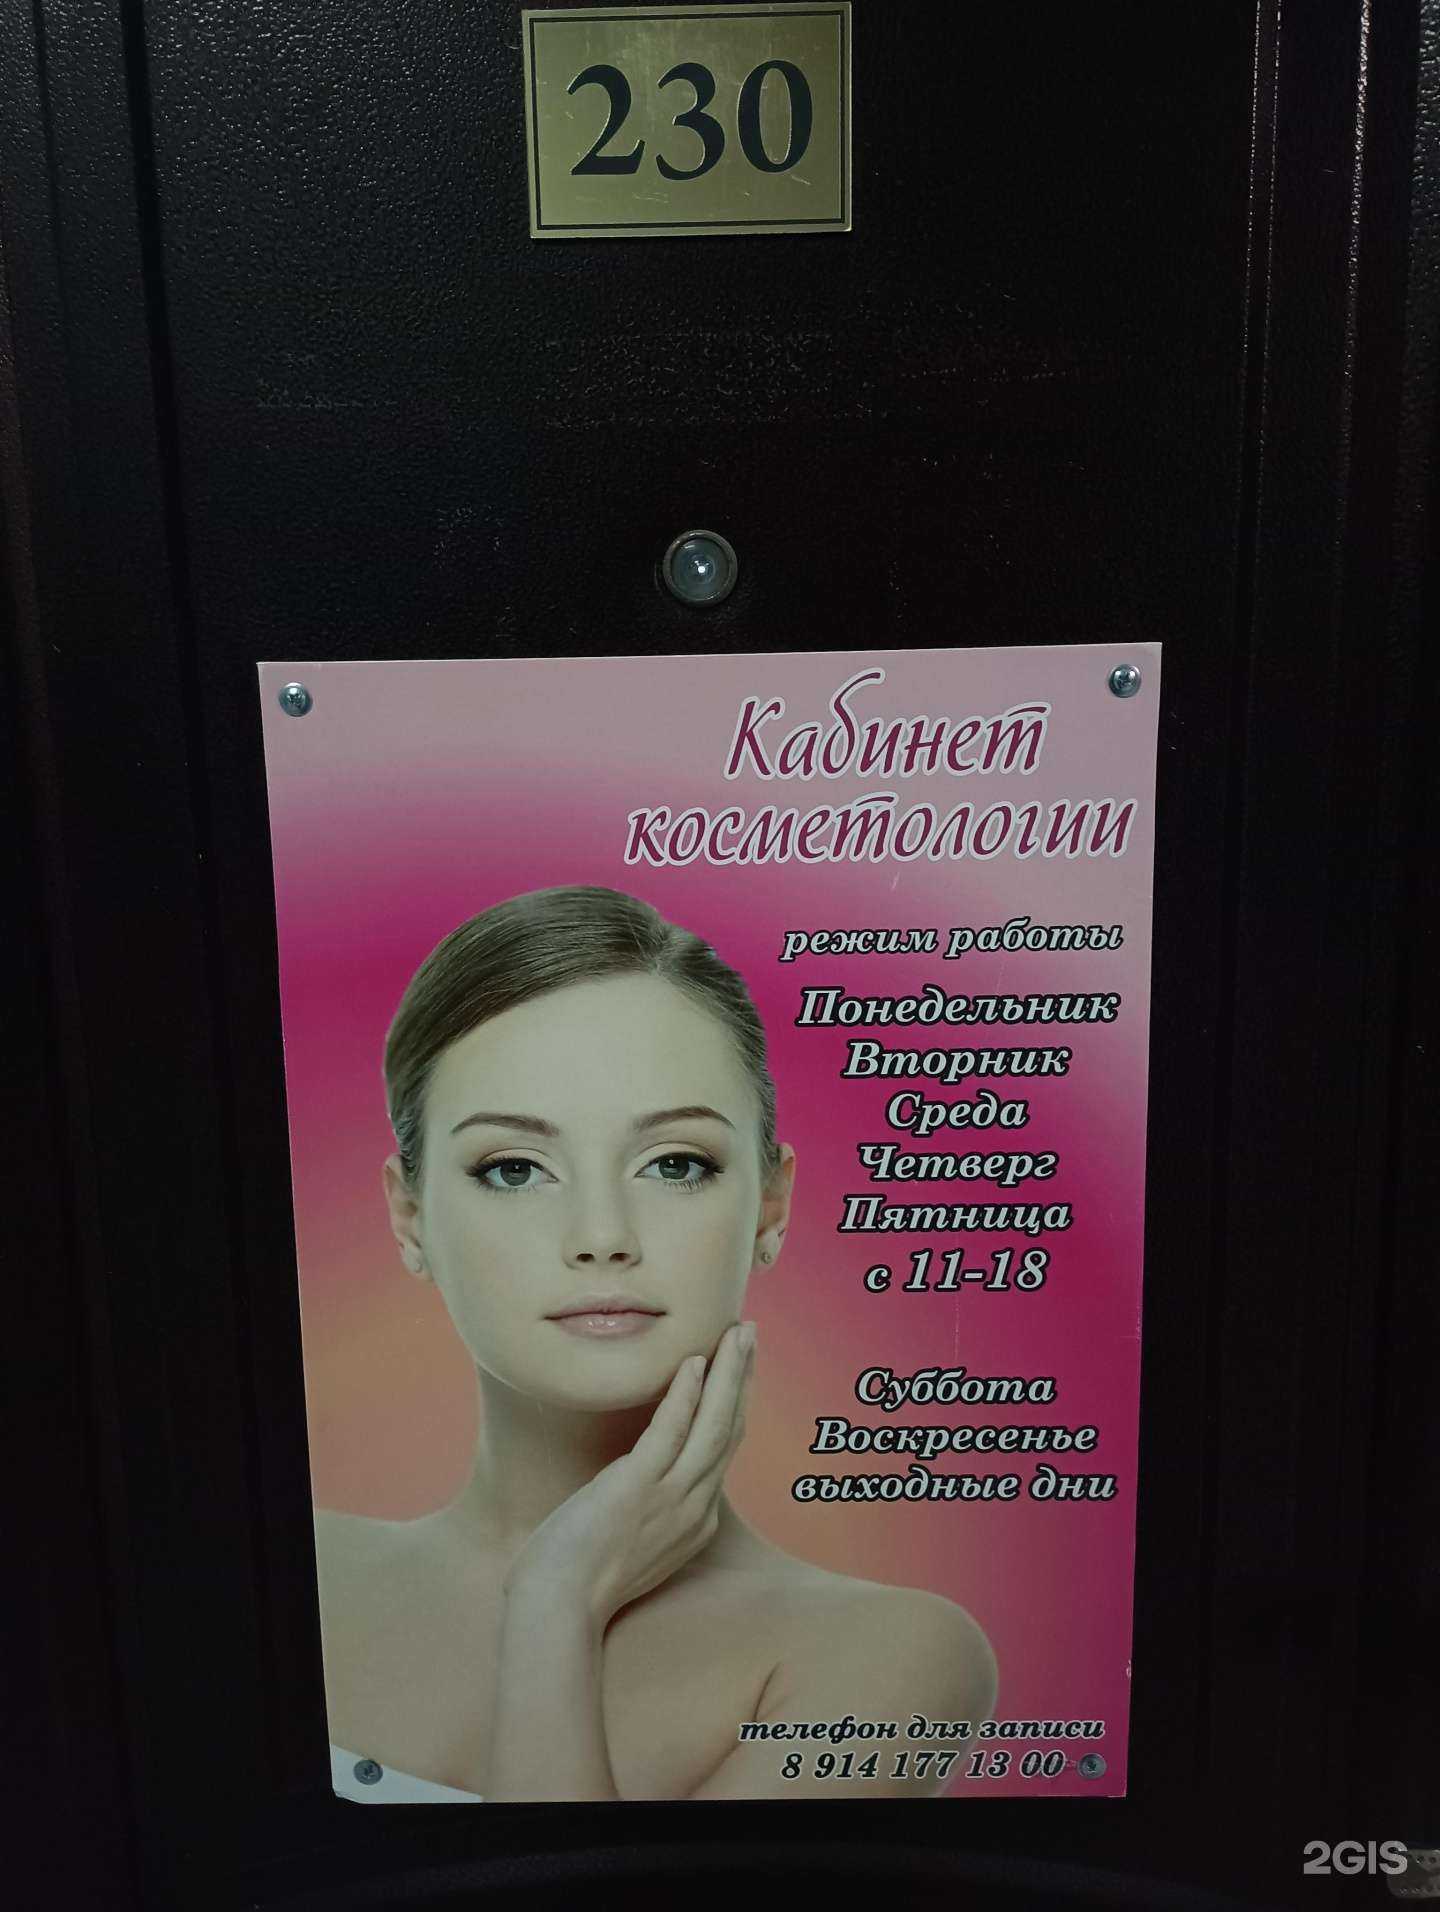 230
Кабинет
косметологии
режим работы
Понедельник
Вторник
Среда
Четверг
Пятница
с 11-18
Суббота
Воскресенье
выходные дни
телефон для записи
8 914 177 13 00
2GIS